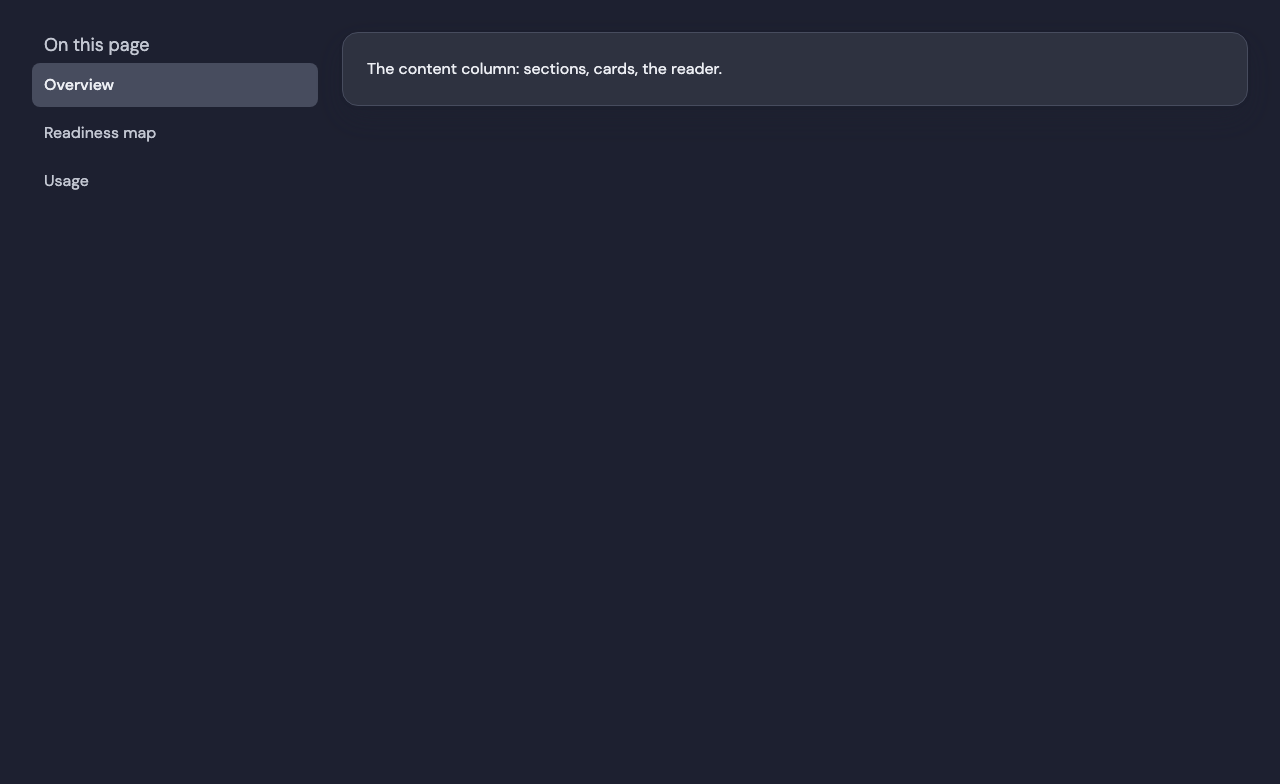 On this page
Overview
Readiness map
Usage
The content column: sections, cards, the reader.